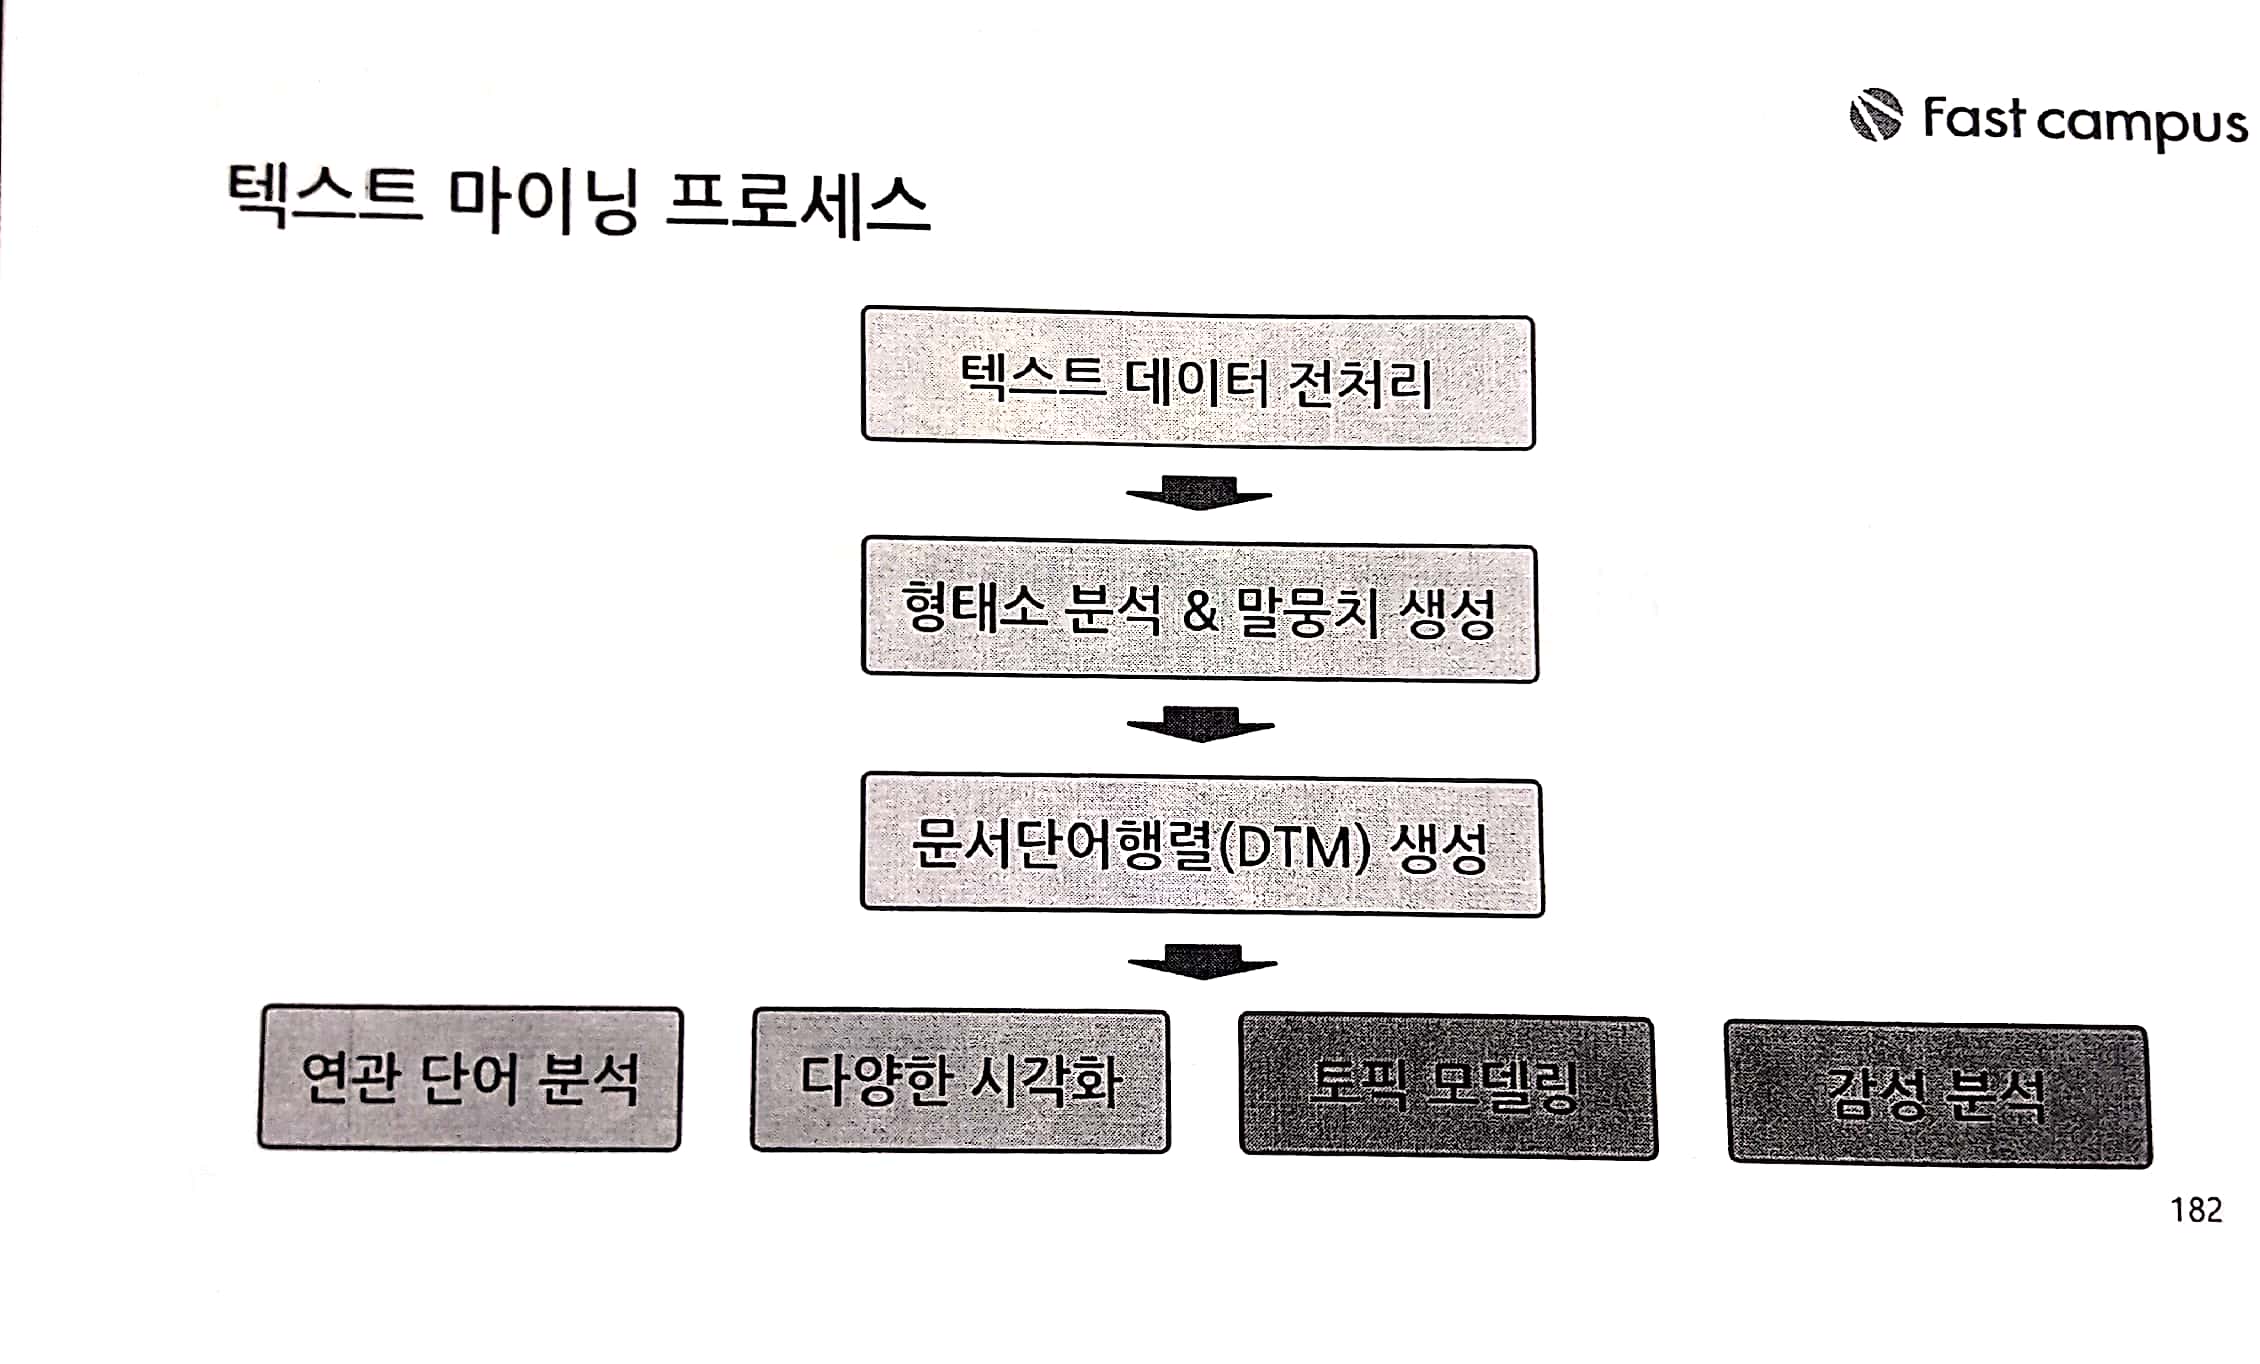 Fast campus
텍스트 마이닝 프로세스
텍스트 데이터 전처리
형태소 분석 & 말뭉치 생성
문서단어행렬(DTM) 생성
연관 단어 분석
다양한 시각화
토픽 모델링
감성 분석
182